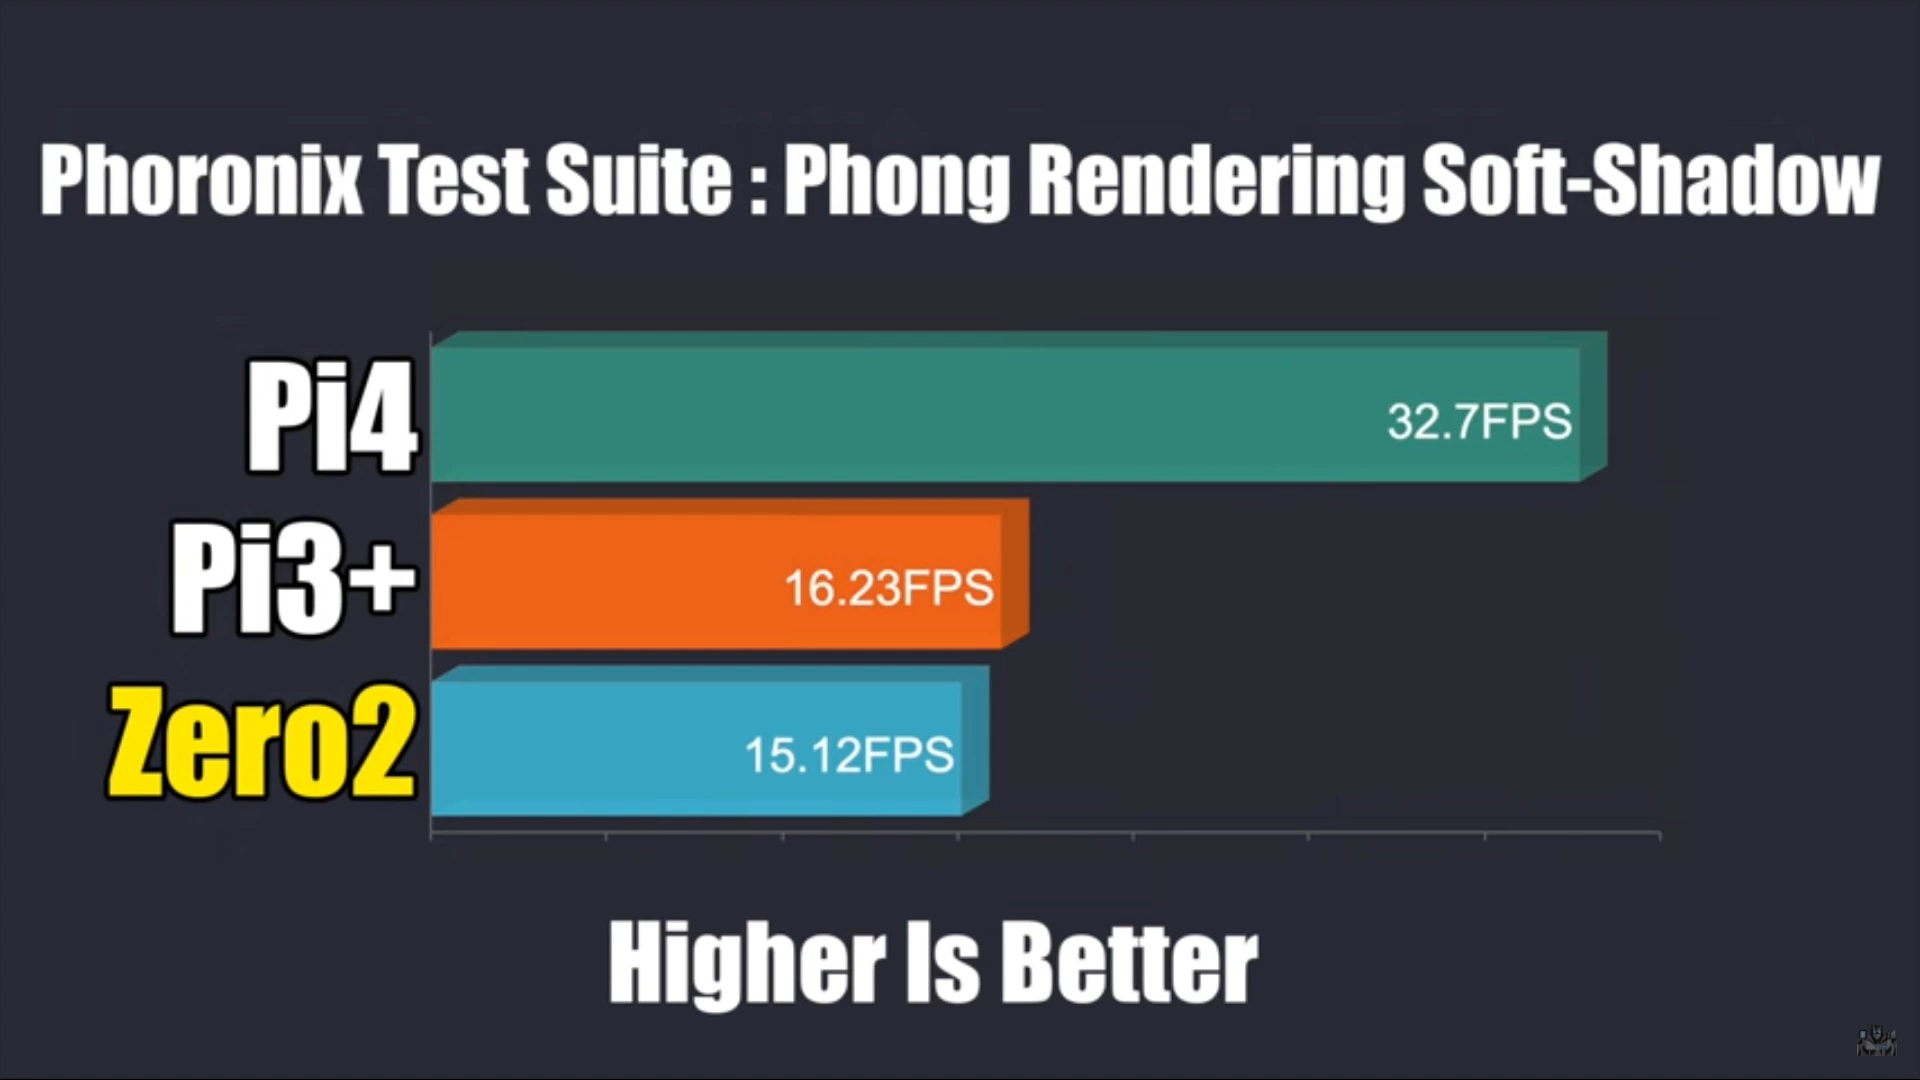 Phoronix Test Suite : Phong Rendering Soft-Shadow
Pi4
32.7FPS
Pi3+
16.23FPS
Zero2
15.12FPS
Higher Is Better